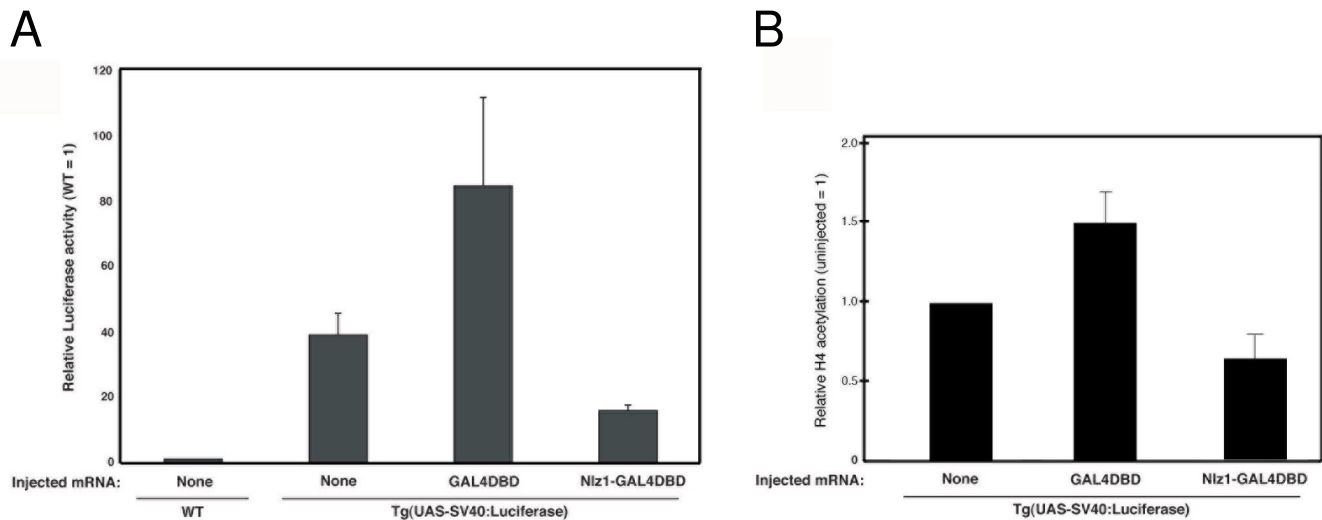 A
Relative Luciferase activity (WT = 1)
120
100
80
60
40
20
0
Injected mRNA: None None GAL4DBD Nlz1-GAL4DBD
WT Tg(UAS-SV40:Luciferase)
B
Relative H4 acetylation (uninjected = 1)
2.0
1.5
1.0
0.5
0
Injected mRNA: None GAL4DBD Nlz1-GAL4DBD
Tg(UAS-SV40:Luciferase)